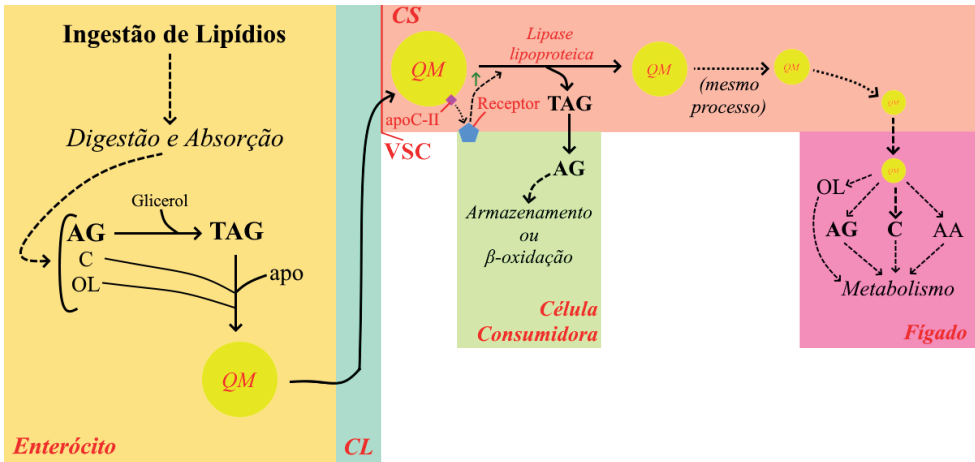 Ingestão de Lipídios
Digestão e Absorção
Glicerol
AG
TAG
C
OL
apo
QM
Enterócito
CL
CS
QM
Lipase
lipoproteica
apoC-II
Receptor
VSC
TAG
AG
Armazenamento
ou
β-oxidação
Célula
Consumidora
QM
(mesmo
processo)
QM
QM
QM
OL
AG
C
AA
Metabolismo
Fígado